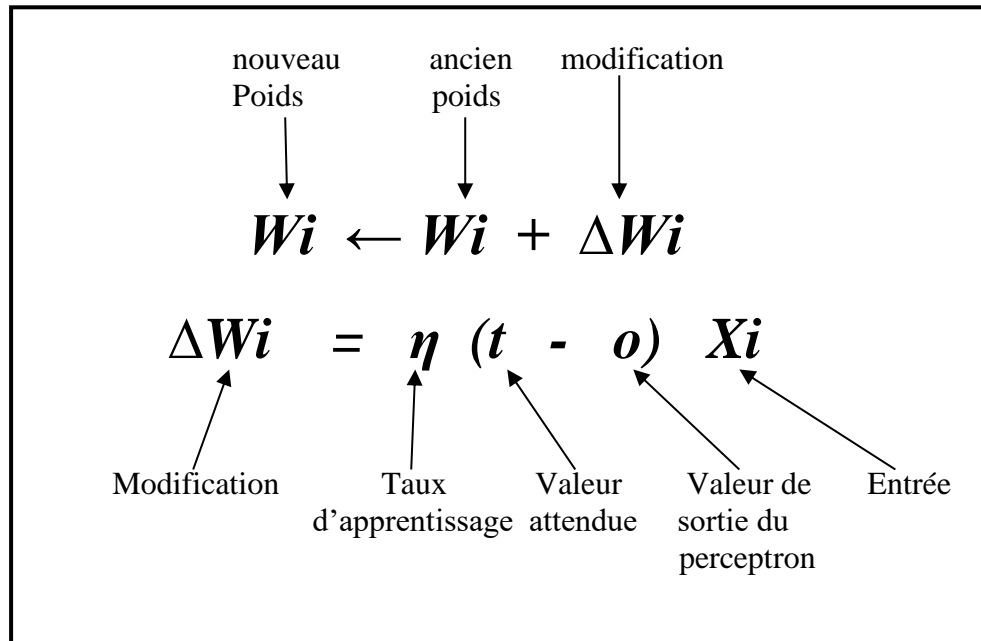 nouveau ancien modification
Poids poids
Wi ← Wi + ΔWi
ΔWi = η (t - o) Xi
Modification Taux Valeur Valeur de Entrée
d'apprentissage attendue sortie du
perceptron